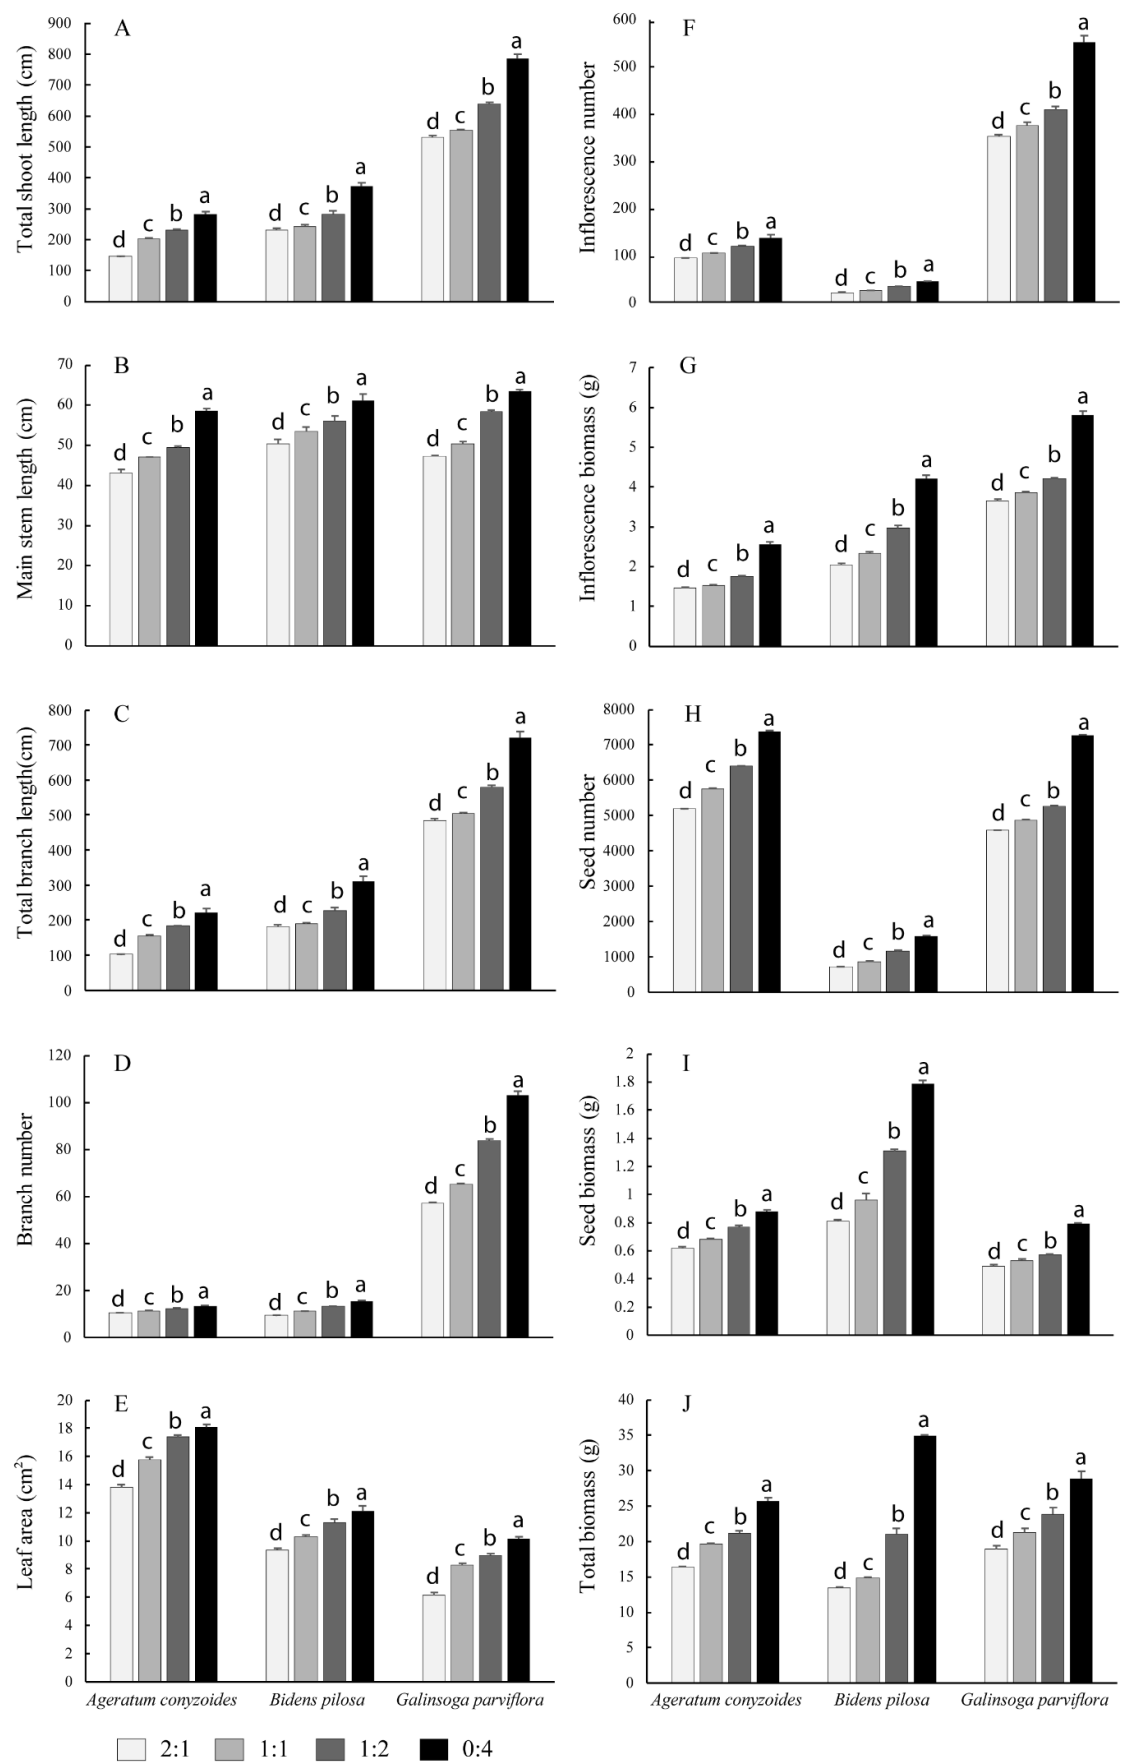 A
Total shoot length (cm)
900
800
700
600
500
400
300
200
100
0
d c b a
d c b a
d c b a
F
Inflorescence number
600
500
400
300
200
100
0
d c b a
d c b a
d c b a
B
Main stem length (cm)
70
60
50
40
30
20
10
0
d c b a
d c b a
d c b a
G
Inflorescence biomass (g)
7
6
5
4
3
2
1
0
d c b a
d c b a
d c b a
C
Total branch length(cm)
800
700
600
500
400
300
200
100
0
d c b a
d c b a
d c b a
H
Seed number
8000
7000
6000
5000
4000
3000
2000
1000
0
d c b a
d c b a
d c b a
D
Branch number
120
100
80
60
40
20
0
d c b a
d c b a
d c b a
I
Seed biomass (g)
2
1.8
1.6
1.4
1.2
1
0.8
0.6
0.4
0.2
0
d c b a
d c b a
d c b a
E
Leaf area (cm²)
20
18
16
14
12
10
8
6
4
2
0
d c b a
d c b a
d c b a
Ageratum conyzoides Bidens pilosa Galinsoga parviflora
J
Total biomass (g)
40
35
30
25
20
15
10
5
0
d c b a
d c b a
d c b a
Ageratum conyzoides Bidens pilosa Galinsoga parviflora
2:1 1:1 1:2 0:4